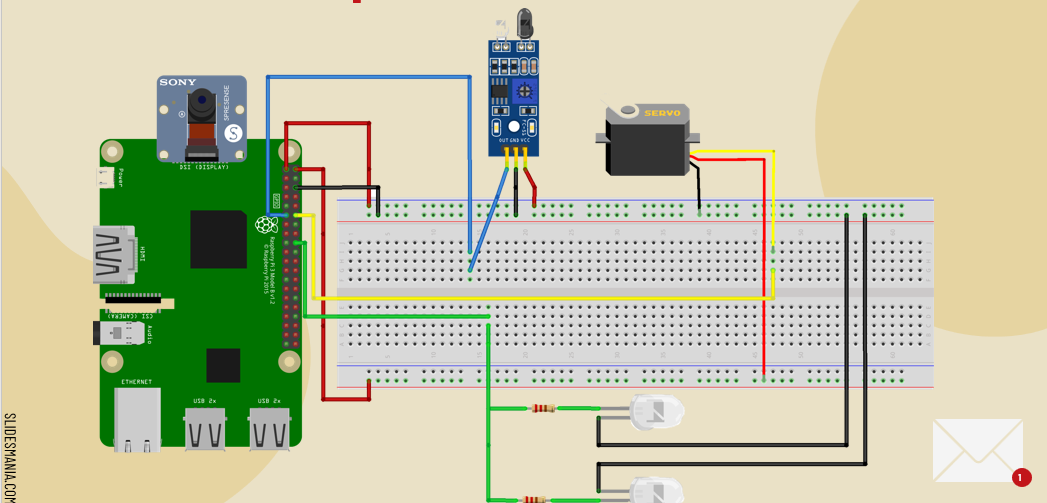 SONY
SPRESENSE
S
DSI (DISPLAY)
Power
GPIO
HDMI
Raspberry Pi 3 Model B v1.2
© Raspberry Pi 2015
CSI (CAMERA)
Audio
ETHERNET
USB 2x
USB 2x
OUT GND VCC
SERVO
SLIDESMANIA.COM
1